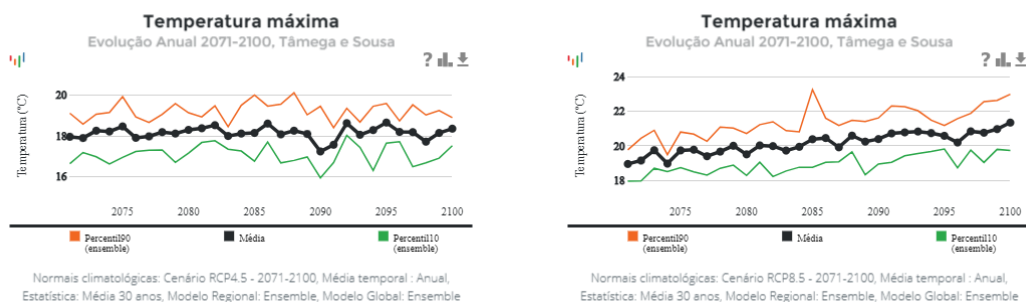 Temperatura máxima
Evolução Anual 2071-2100, Tâmega e Sousa
?
Temperatura (°C)
20
18
16
2075
2080
2085
2090
2095
2100
Percentil90
(ensemble)
Média
Percentil10
(ensemble)
Normais climatológicas: Cenário RCP4.5 - 2071-2100, Média temporal : Anual,
Estatística: Média 30 anos, Modelo Regional: Ensemble, Modelo Global: Ensemble
Temperatura máxima
Evolução Anual 2071-2100, Tâmega e Sousa
?
Temperatura (°C)
24
22
20
18
2075
2080
2085
2090
2095
2100
Percentil90
(ensemble)
Média
Percentil10
(ensemble)
Normais climatológicas: Cenário RCP8.5 - 2071-2100, Média temporal : Anual,
Estatística: Média 30 anos, Modelo Regional: Ensemble, Modelo Global: Ensemble